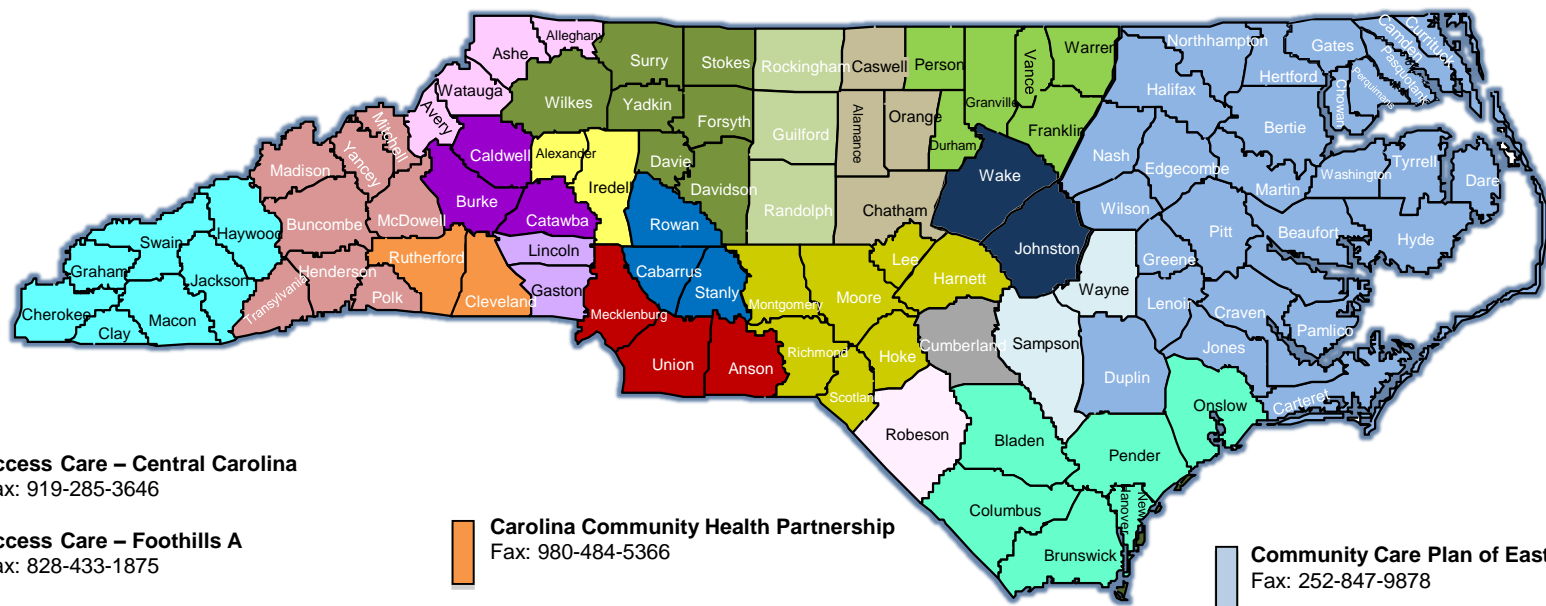 Alleghany
Ashe
Surry
Stokes
Rockingham
Caswell
Person
Vance
Warren
Northhampton
Gates
Camden
Currituck
Pasquotank
Perquimans
Chowan
Watauga
Wilkes
Yadkin
Forsyth
Guilford
Alamance
Orange
Durham
Granville
Franklin
Halifax
Hertford
Bertie
Avery
Mitchell
Yancey
Madison
Caldwell
Alexander
Iredel
Davie
Davidson
Randolph
Chatham
Wake
Nash
Edgecombe
Martin
Washington
Tyrrell
Dare
Buncombe
McDowell
Burke
Catawba
Rowan
Wilson
Pitt
Beaufort
Hyde
Haywood
Swain
Graham
Jackson
Cherokee
Clay
Macon
Transylvania
Henderson
Polk
Rutherford
Cleveland
Lincoln
Gaston
Cabarrus
Stanly
Mecklenburg
Union
Anson
Montgomery
Moore
Lee
Harnett
Johnston
Wayne
Greene
Lenoir
Craven
Pamlico
Jones
Carteret
Richmond
Scotlan
Hoke
Cumberland
Sampson
Duplin
Onslow
Robeson
Bladen
Pender
Columbus
Brunswick
New
Hanover
ccess Care – Central Carolina
ax: 919-285-3646
ccess Care – Foothills A
ax: 828-433-1875
Carolina Community Health Partnership
Fax: 980-484-5366
Community Care Plan of East
Fax: 252-847-9878